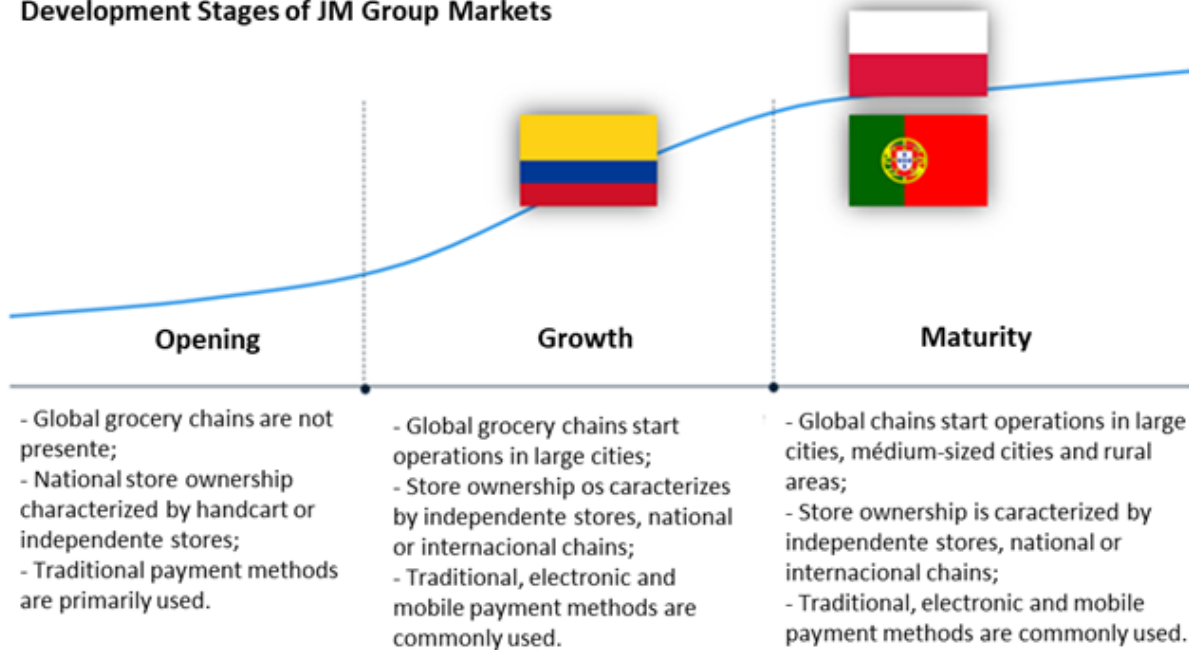 Development Stages of JM Group Markets
Opening
Growth
Maturity
- Global grocery chains are not
presente;
- National store ownership
characterized by handcart or
independente stores;
- Traditional payment methods
are primarily used.
- Global grocery chains start
operations in large cities;
- Store ownership os caracterizes
by independente stores, national
or internacional chains;
- Traditional, electronic and
mobile payment methods are
commonly used.
- Global chains start operations in large
cities, médium-sized cities and rural
areas;
- Store ownership is caracterized by
independente stores, national or
internacional chains;
- Traditional, electronic and mobile
payment methods are commonly used.